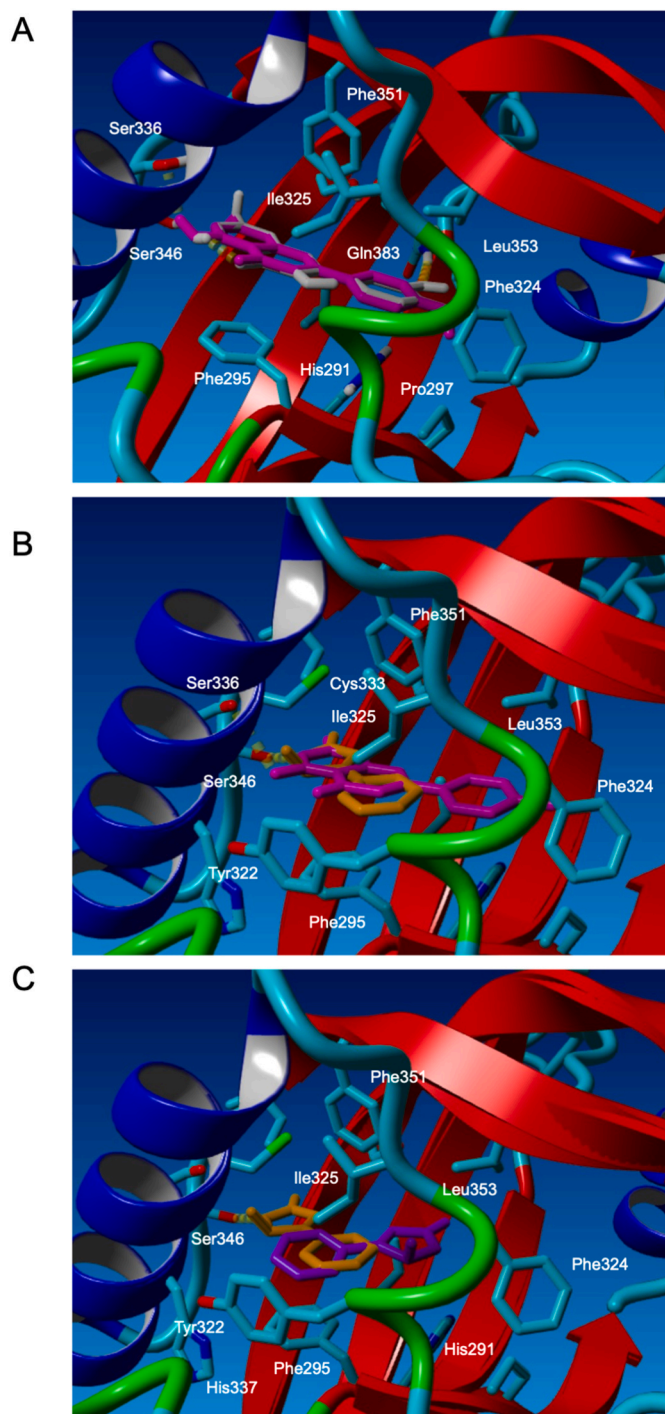 A
Phe351
Ser336
Ile325
Ser346
Gln383
Leu353
Phe324
Phe295
His291
Pro297
B
Phe351
Ser336
Cys333
Ile325
Leu353
Ser346
Phe324
Tyr322
Phe295
C
Phe351
Ile325
Leu353
Ser346
Phe324
Tyr322
His291
Phe295
His337